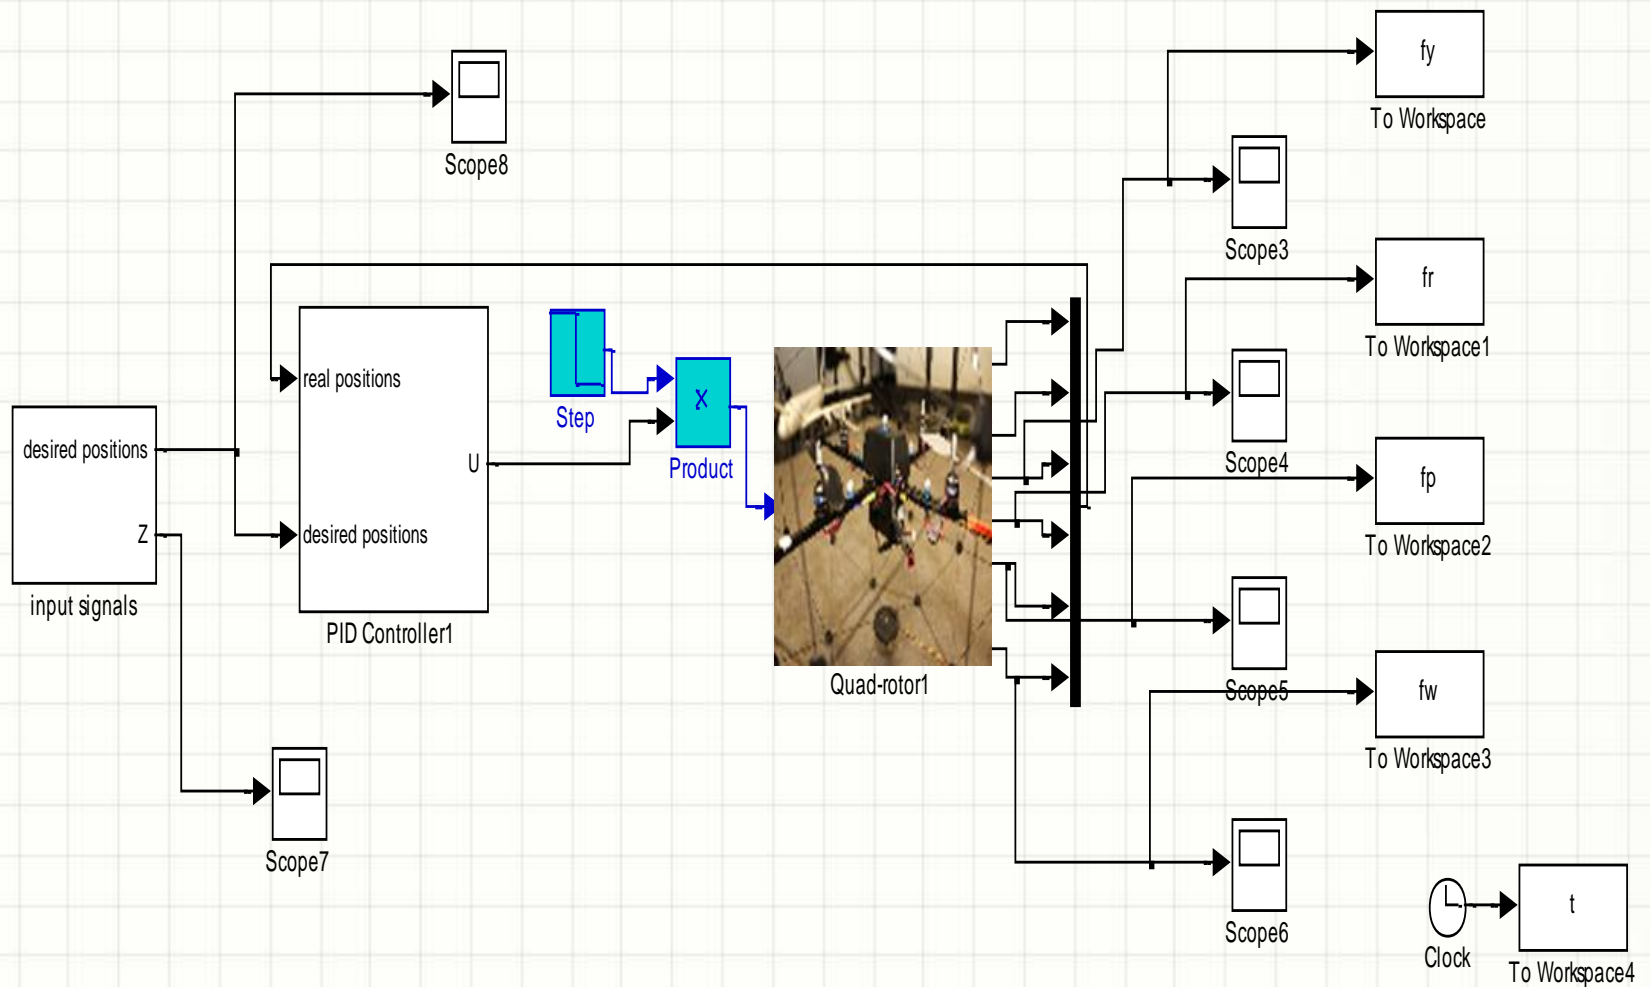 fy
To Workspace
Scope8
Scope3
fr
To Workspace1
real positions
Step
X
Product
desired positions
Z
input signals
U
desired positions
PID Controller1
Scope4
fp
To Workspace2
Quad-rotor1
Scope5
fw
To Workspace3
Scope7
Scope6
Clock
t
To Workspace4